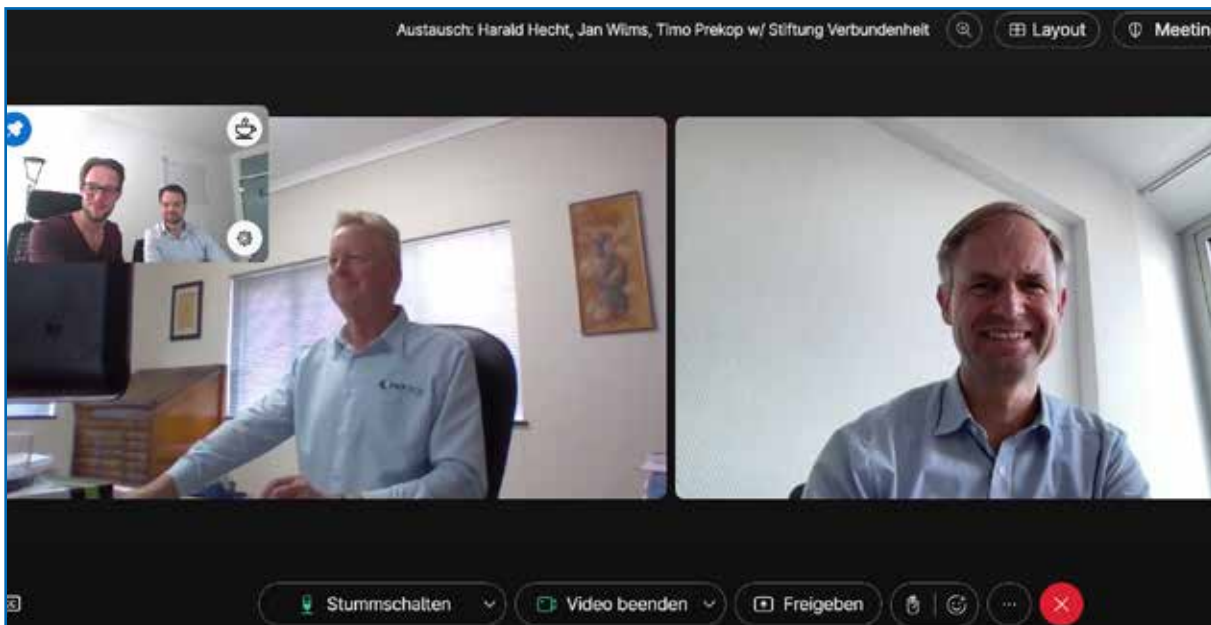 Austausch: Harald Hecht, Jan Wilms, Timo Prekop w/ Stiftung Verbundenheit
Layout
Meetin
Stummschalten
Video beenden
Freigeben